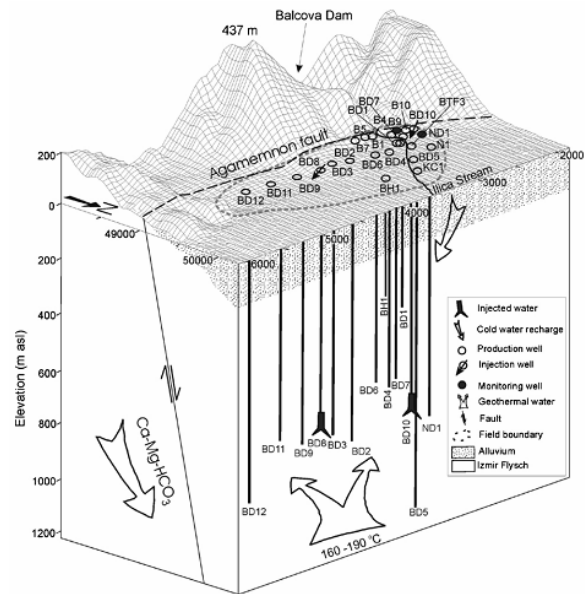 Balcova Dam
437 m
BD7
B10
BD1
B4
B9
BD10
BTF3
B5
ND1
Agamemnon fault
BD2
B7
B1
N1
BD8
BD6
BD4
BD5
BD3
KC1
BD9
BH1
Ilica Stream
BD11
BD12
200
0
200
400
600
800
1000
1200
Elevation (m asl)
2000
3000
4000
5000
6000
49000
50000
BH1
BD1
BD6
BD4
BD7
BD10
ND1
BD11
BD9
BD8
BD3
BD2
BD12
BD5
Ca-Mg-HCO3
160 -190 °C
Injected water
Cold water recharge
Production well
Injection well
Monitoring well
Geothermal water
Fault
Field boundary
Alluvium
Izmir Flysch